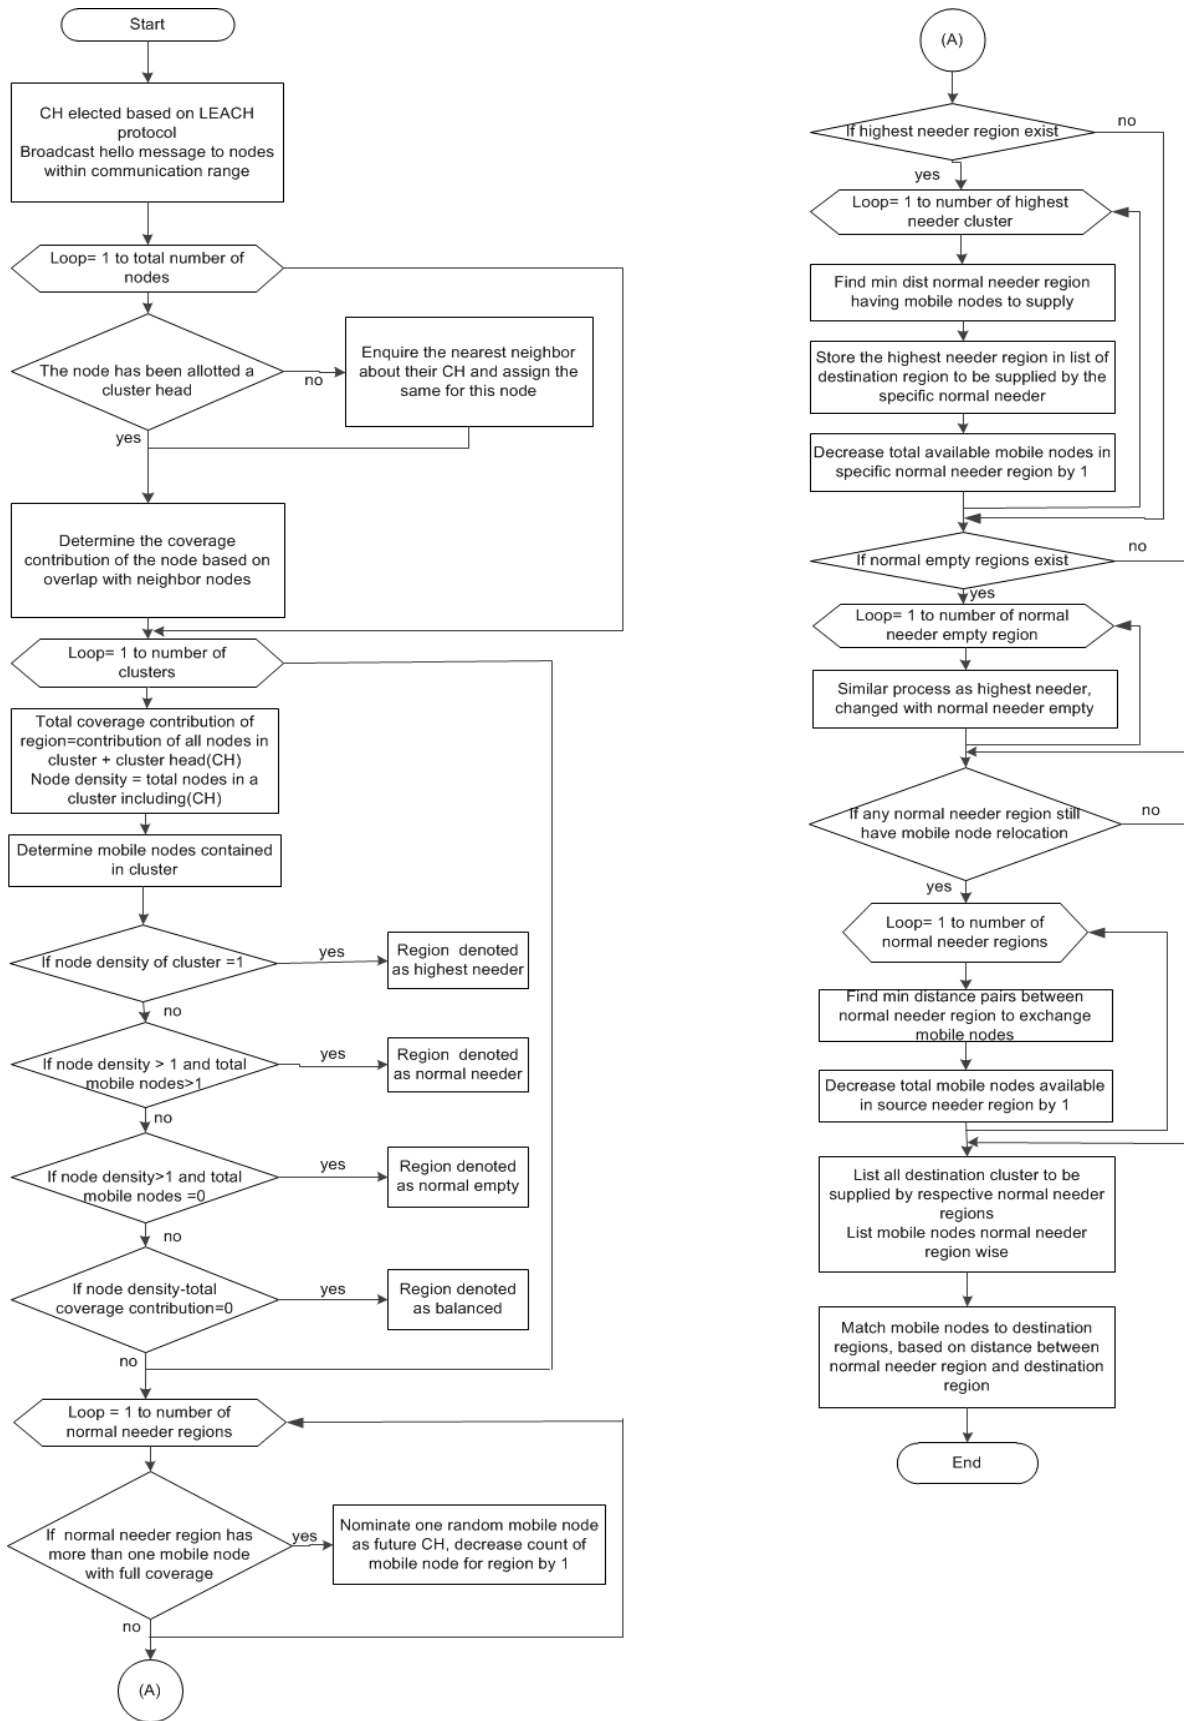 Start
CH elected based on LEACH
protocol
Broadcast hello message to nodes
within communication range
Loop= 1 to total number of
nodes
The node has been allotted a
cluster head
no
Enquire the nearest neighbor
about their CH and assign the
same for this node
yes
Determine the coverage
contribution of the node based on
overlap with neighbor nodes
Loop= 1 to number of
clusters
Total coverage contribution of
region=contribution of all nodes in
cluster + cluster head(CH)
Node density = total nodes in a
cluster including(CH)
Determine mobile nodes contained
in cluster
If node density of cluster =1
yes
Region denoted
as highest needer
no
If node density > 1 and total
mobile nodes>1
yes
Region denoted
as normal needer
no
If node density>1 and total
mobile nodes =0
yes
Region denoted
as normal empty
no
If node density-total
coverage contribution=0
yes
Region denoted
as balanced
no
Loop = 1 to number of
normal needer regions
If normal needer region has
more than one mobile node
with full coverage
yes
Nominate one random mobile node
as future CH, decrease count of
mobile node for region by 1
no
(A)
(A)
If highest needer region exist
no
yes
Loop= 1 to number of highest
needer cluster
Find min dist normal needer region
having mobile nodes to supply
Store the highest needer region in list of
destination region to be supplied by the
specific normal needer
Decrease total available mobile nodes in
specific normal needer region by 1
If normal empty regions exist
no
yes
Loop= 1 to number of normal
needer empty region
Similar process as highest needer,
changed with normal needer empty
If any normal needer region still
have mobile node relocation
no
yes
Loop= 1 to number of
normal needer regions
Find min distance pairs between
normal needer region to exchange
mobile nodes
Decrease total mobile nodes available
in source needer region by 1
List all destination cluster to be
supplied by respective normal needer
regions
List mobile nodes normal needer
region wise
Match mobile nodes to destination
regions, based on distance between
normal needer region and destination
region
End